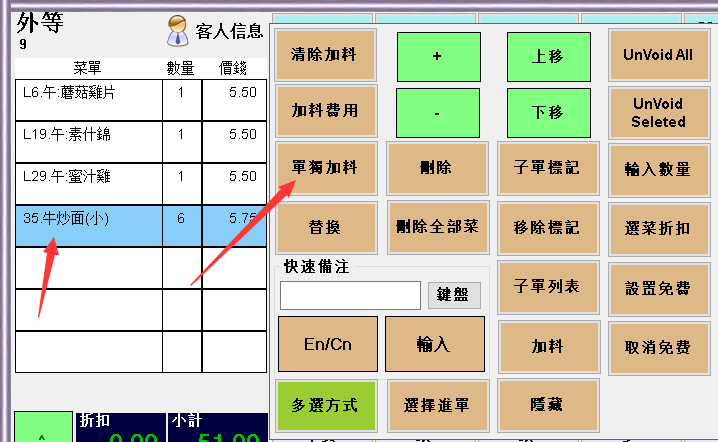 外等
9
客人信息
菜單 數量 價錢
L6.午:蘑菇雞片 1 5.50
L19.午:素什錦 1 5.50
L29.午:蜜汁雞 1 5.50
35.牛炒面(小) 6 5.75
折扣 小計
0.00 51.00
^
清除加料 + 上移 UnVoid All
加料費用 - 下移 UnVoid Seleted
單獨加料 刪除 子單標記 輸入數量
替換 刪除全部菜 移除標記 選菜折扣
快速備注
鍵盤 子單列表 設置免費
En/Cn 輸入 加料 取消免费
多選方式 選擇進單 隱藏